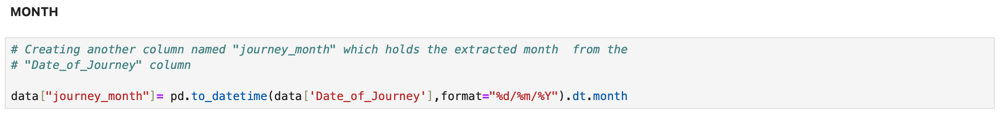 MONTH
# Creating another column named "journey_month" which holds the extracted month  from the
# "Date_of_Journey" column
data["journey_month"]= pd.to_datetime(data['Date_of_Journey'],format="%d/%m/%Y").dt.month